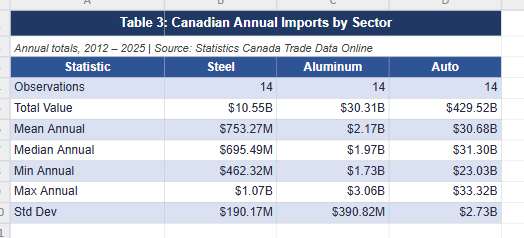 A B C D
Table 3: Canadian Annual Imports by Sector
Annual totals, 2012 – 2025 | Source: Statistics Canada Trade Data Online
Statistic Steel Aluminum Auto
Observations 14 14 14
Total Value $10.55B $30.31B $429.52B
Mean Annual $753.27M $2.17B $30.68B
Median Annual $695.49M $1.97B $31.30B
Min Annual $462.32M $1.73B $23.03B
Max Annual $1.07B $3.06B $33.32B
Std Dev $190.17M $390.82M $2.73B